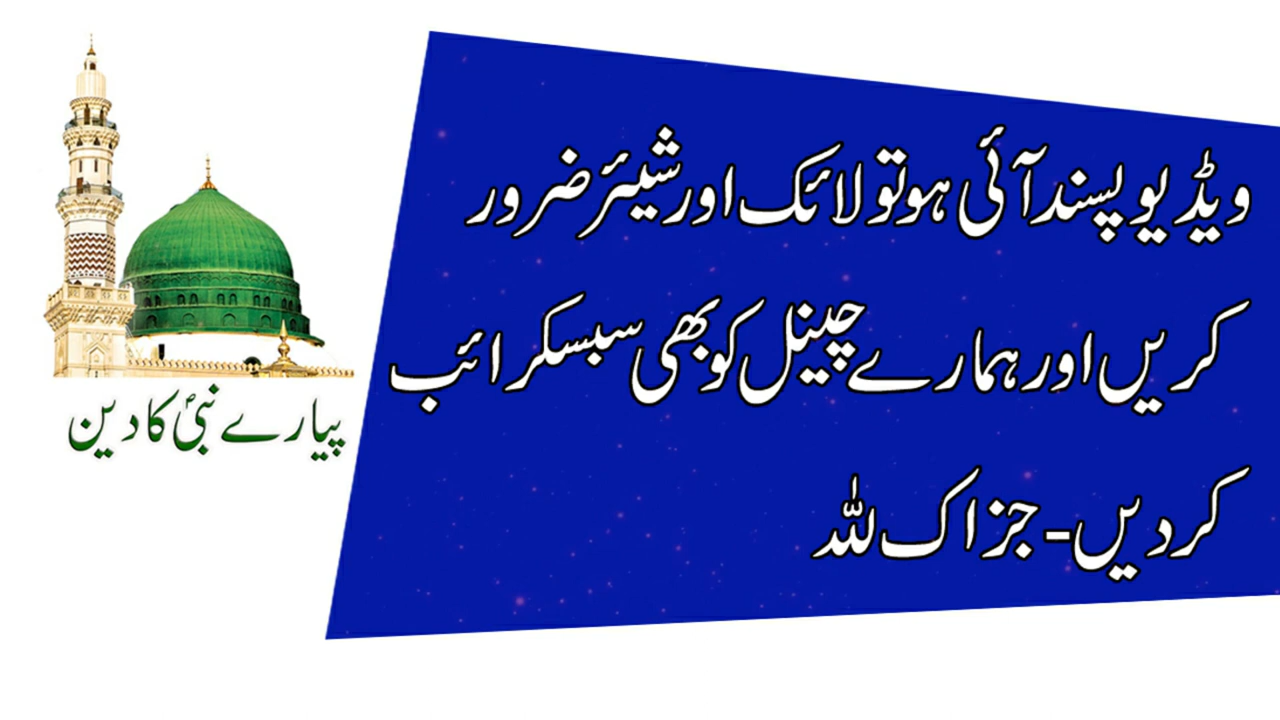 ویڈیو پسند آئی ہو تو لائک اور شیئر ضرور
کریں اور ہمارے چینل کو بھی سبسکرائب
کر دیں - جزاک للہ
پیارے نبیؐ کا دین